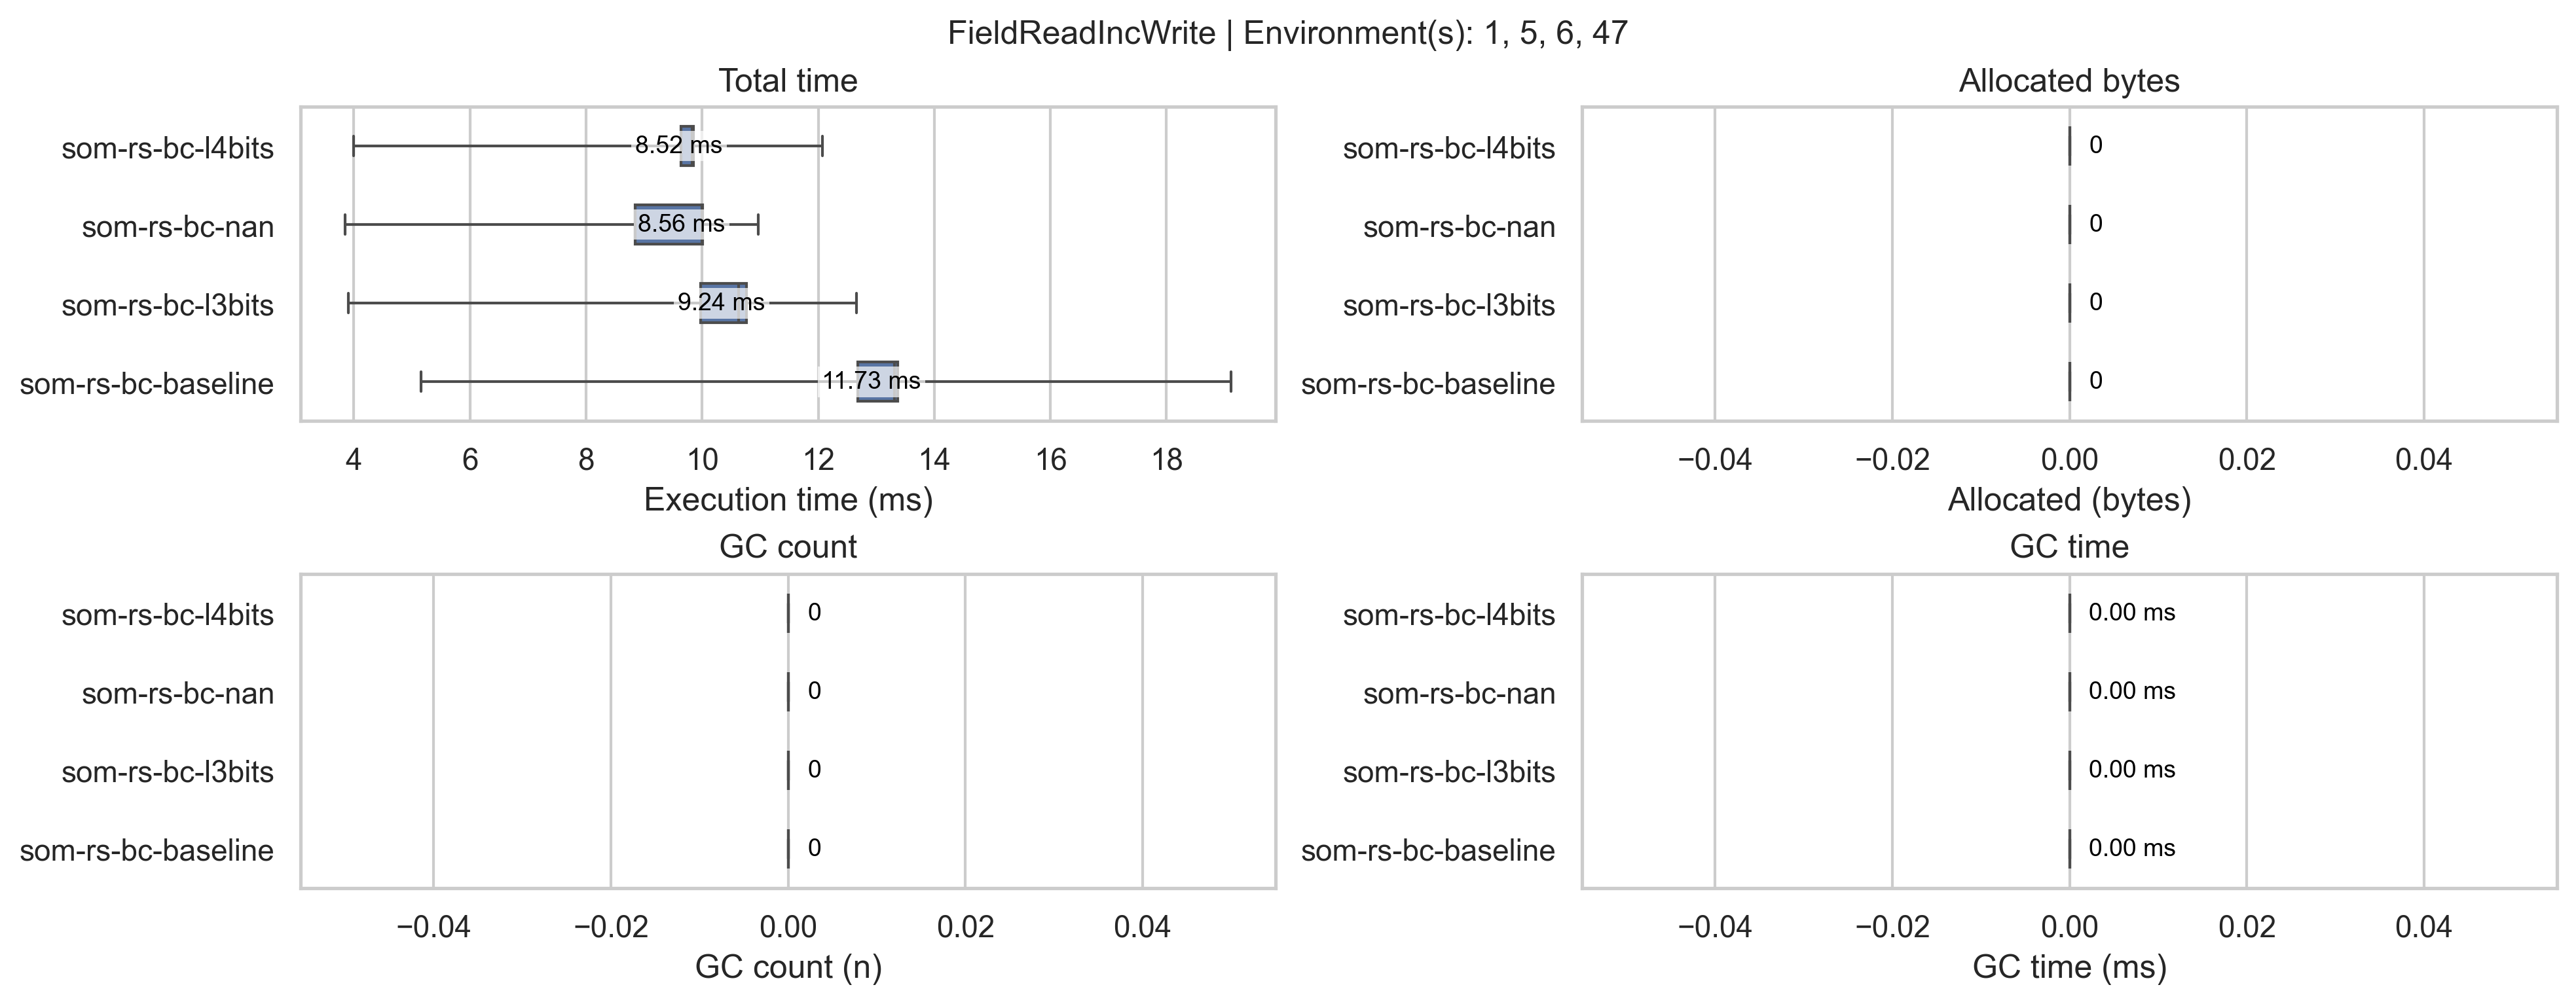 FieldReadIncWrite | Environment(s): 1, 5, 6, 47
Total time
som-rs-bc-l4bits
som-rs-bc-nan
som-rs-bc-l3bits
som-rs-bc-baseline
8.52 ms
8.56 ms
9.24 ms
11.73 ms
4 6 8 10 12 14 16 18
Execution time (ms)
Allocated bytes
som-rs-bc-l4bits
som-rs-bc-nan
som-rs-bc-l3bits
som-rs-bc-baseline
0
0
0
0
−0.04 −0.02 0.00 0.02 0.04
Allocated (bytes)
GC count
som-rs-bc-l4bits
som-rs-bc-nan
som-rs-bc-l3bits
som-rs-bc-baseline
0
0
0
0
−0.04 −0.02 0.00 0.02 0.04
GC count (n)
GC time
som-rs-bc-l4bits
som-rs-bc-nan
som-rs-bc-l3bits
som-rs-bc-baseline
0.00 ms
0.00 ms
0.00 ms
0.00 ms
−0.04 −0.02 0.00 0.02 0.04
GC time (ms)